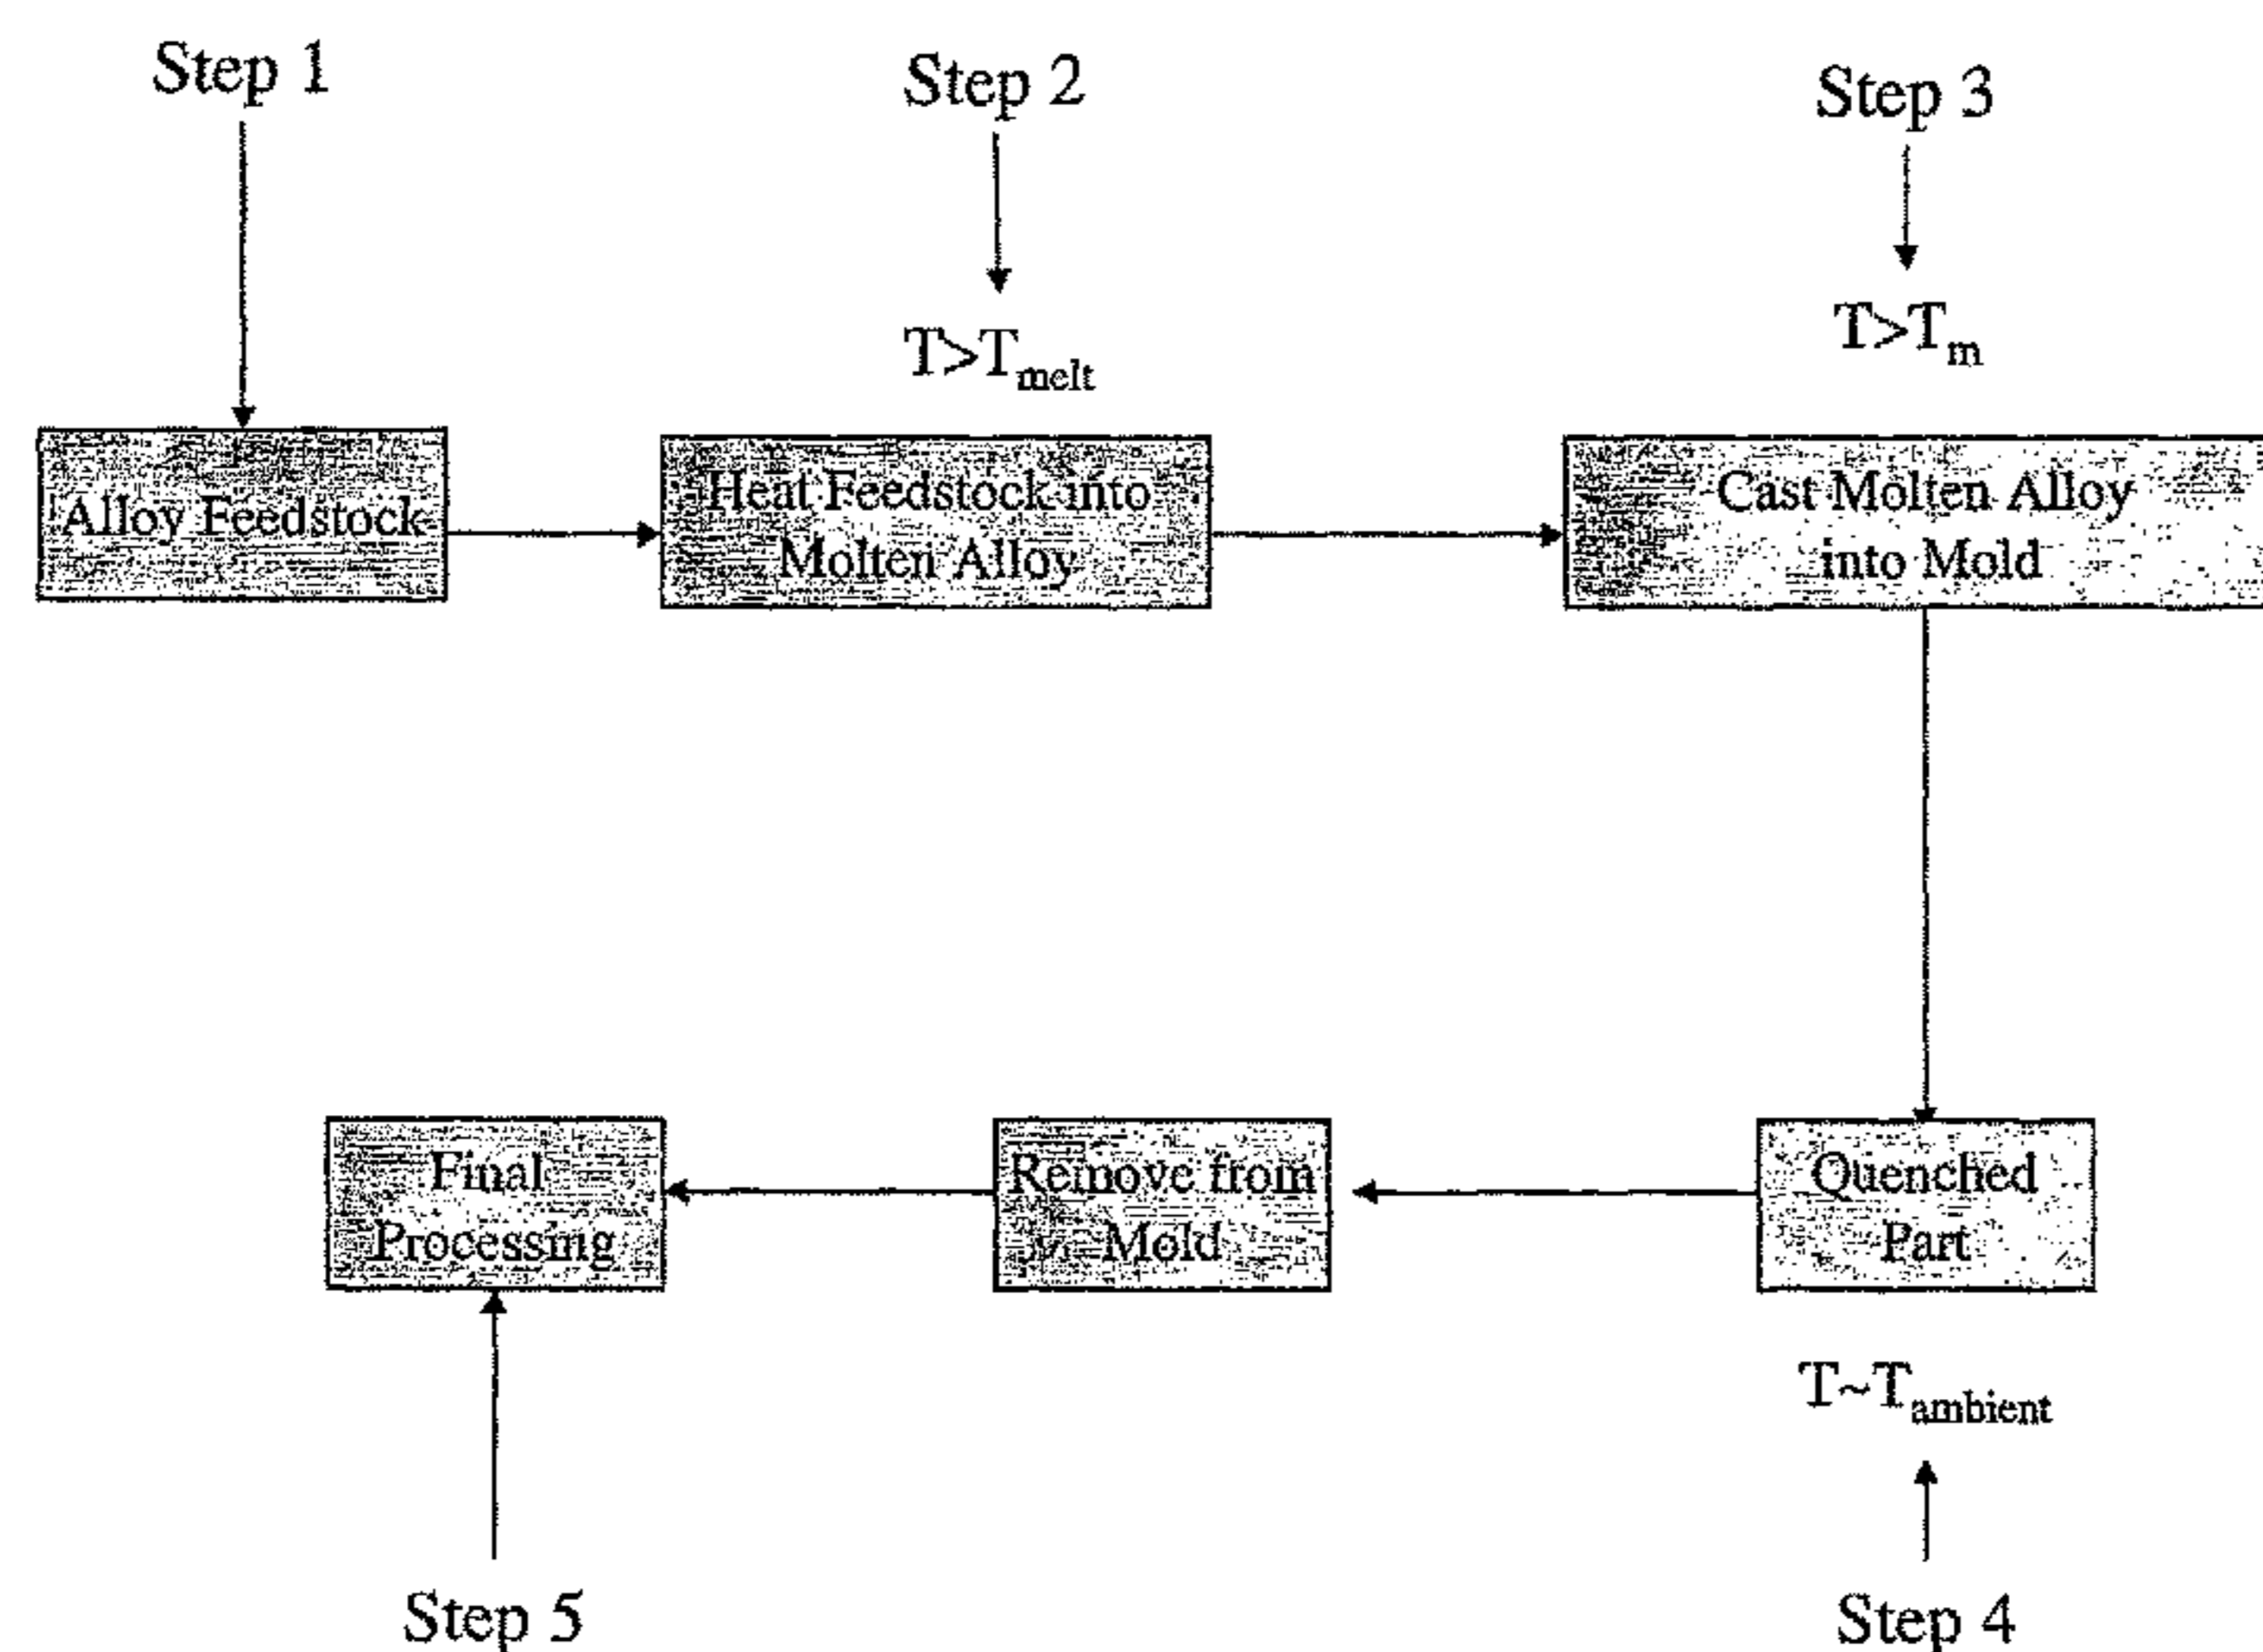 Step 1
Step 2
Step 3
T>Tmelt
T>Tm
Alloy Feedstock
Heat Feedstock into
Molten Alloy
Cast Molten Alloy
into Mold
Final
Processing
Remove from
Mold
Quenched
Part
T~Tambient
Step 5
Step 4